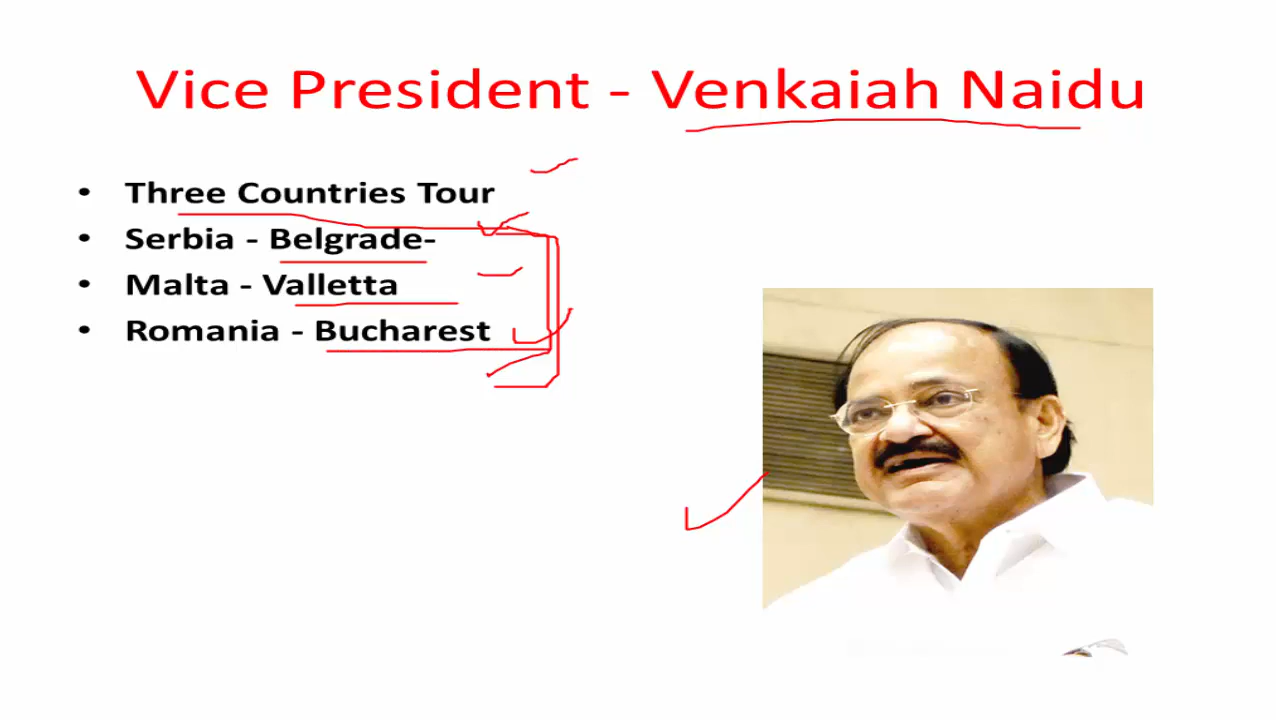 Vice President - Venkaiah Naidu
• Three Countries Tour
• Serbia - Belgrade-
• Malta - Valletta
• Romania - Bucharest